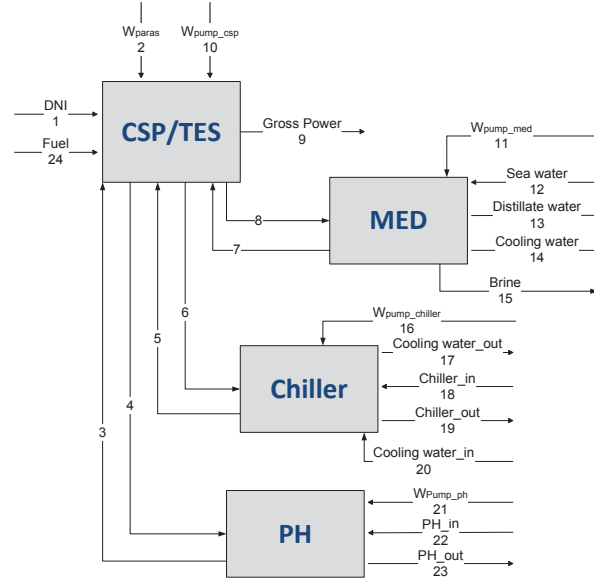 Wparas
2
Wpump_csp
10
DNI
1
Fuel
24
CSP/TES
Gross Power
9
Wpump_med
11
Sea water
12
Distillate water
13
Cooling water
14
Brine
15
MED
8
7
6
5
4
3
Wpump_chiller
16
Cooling water_out
17
Chiller_in
18
Chiller_out
19
Cooling water_in
20
Chiller
WPump_ph
21
PH_in
22
PH_out
23
PH